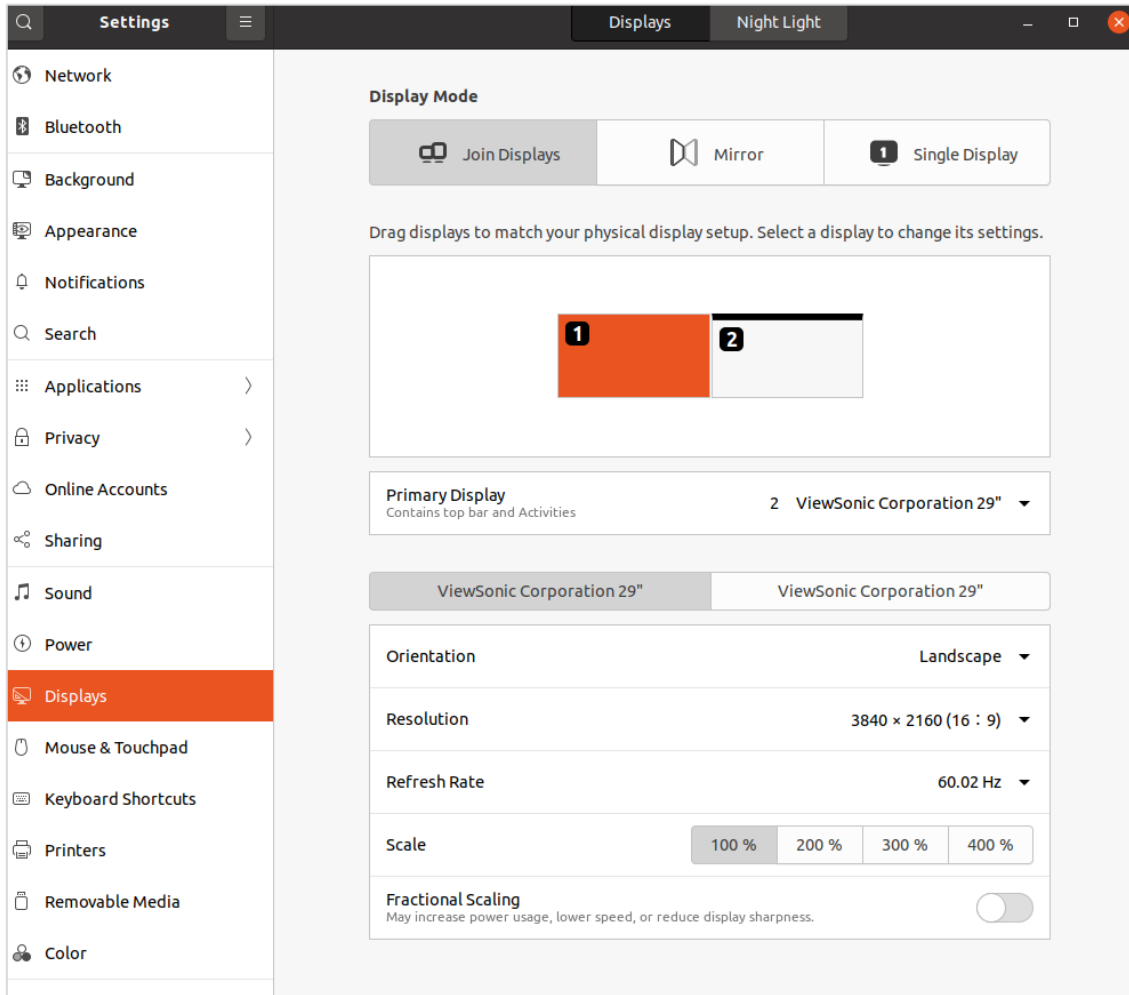 Settings
Displays
Night Light
Network
Bluetooth
Background
Appearance
Notifications
Search
Applications
Privacy
Online Accounts
Sharing
Sound
Power
Displays
Mouse & Touchpad
Keyboard Shortcuts
Printers
Removable Media
Color
Display Mode
Join Displays
Mirror
1 Single Display
Drag displays to match your physical display setup. Select a display to change its settings.
1
2
Primary Display
Contains top bar and Activities
2 ViewSonic Corporation 29"
ViewSonic Corporation 29"
ViewSonic Corporation 29"
Orientation
Landscape
Resolution
3840 × 2160 (16∶9)
Refresh Rate
60.02 Hz
Scale
100 %
200 %
300 %
400 %
Fractional Scaling
May increase power usage, lower speed, or reduce display sharpness.